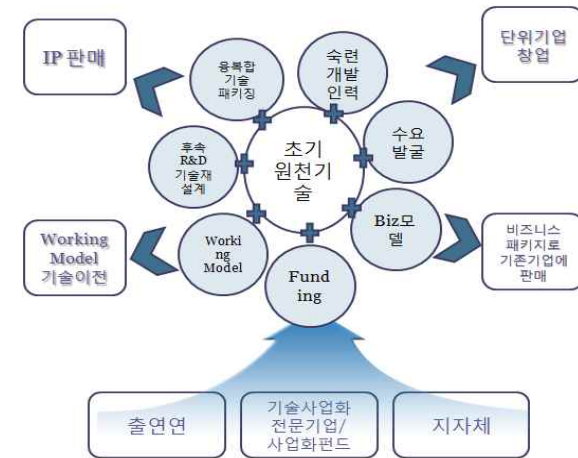 IP 판매
단위기업
창업
융복합
기술
패키징
숙련
개발
인력
후속
R&D
기술재
설계
초기
원천기
술
수요
발굴
Worki
ng
Model
Biz모
델
Fund
ing
Working
Model
기술이전
비즈니스
패키지로
기존기업에
판매
출연연
기술사업화
전문기업/
사업화펀드
지자체